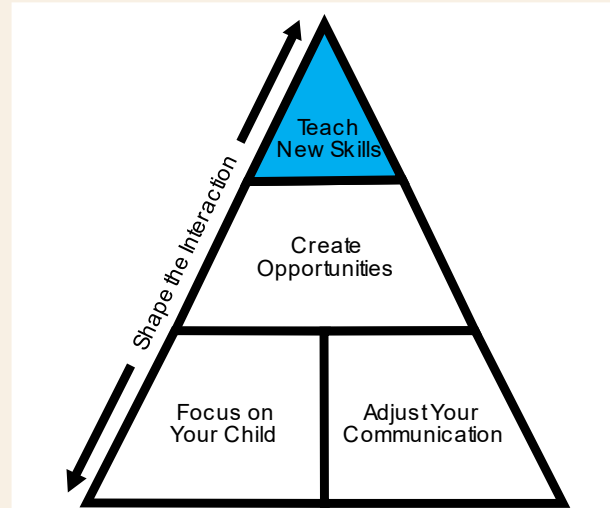 Teach
New Skills
Shape the Interaction
Create
Opportunities
Focus on
Your Child
Adjust Your
Communication